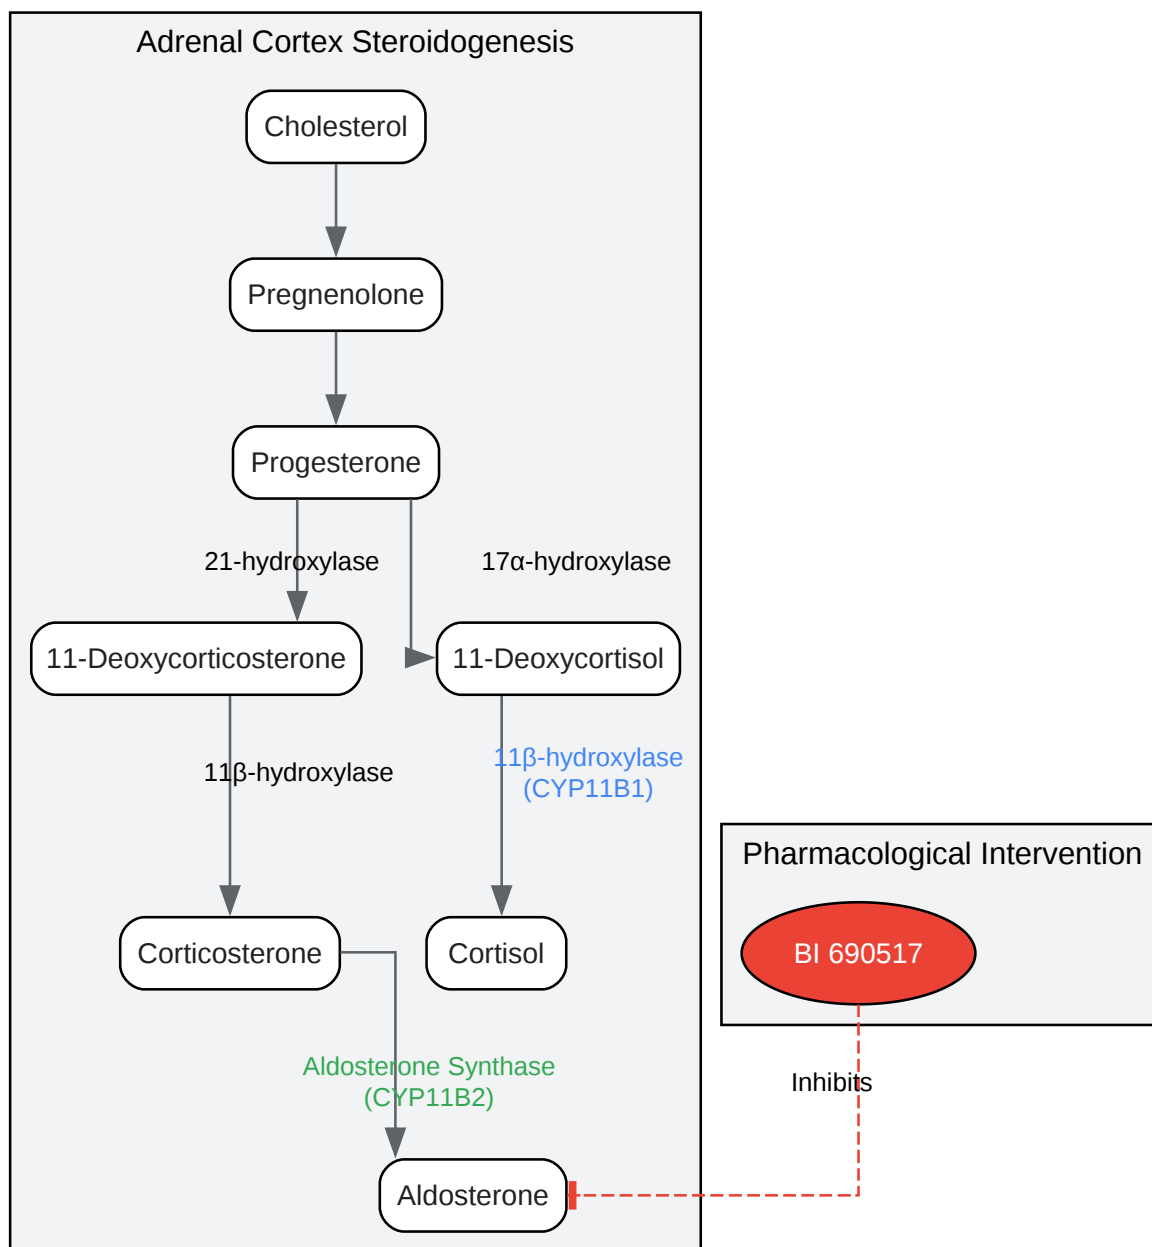 Adrenal Cortex Steroidogenesis
Cholesterol
Pregnenolone
Progesterone
21-hydroxylase
17α-hydroxylase
11-Deoxycorticosterone
11-Deoxycortisol
11β-hydroxylase
11β-hydroxylase
(CYP11B1)
Corticosterone
Cortisol
Aldosterone Synthase
(CYP11B2)
Aldosterone
Pharmacological Intervention
BI 690517
Inhibits